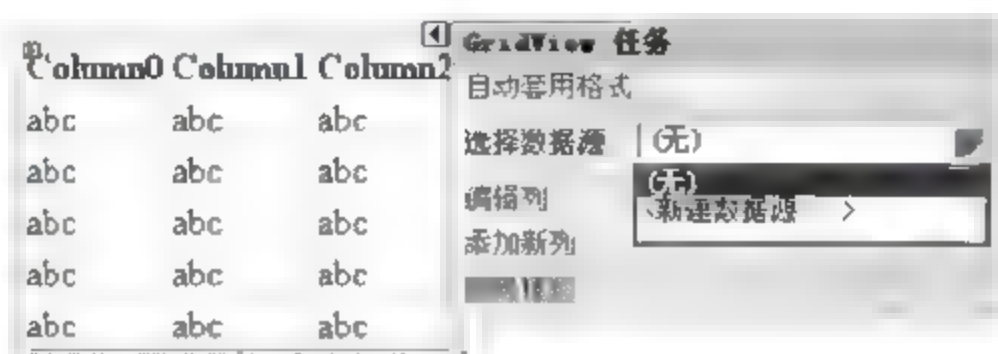 Column0 Column1 Column2
abc abc abc
abc abc abc
abc abc abc
abc abc abc
abc abc abc
GridView 任务
自动套用格式
选择数据源 (无)
(无)
<新建数据源 >
编辑列
添加新列